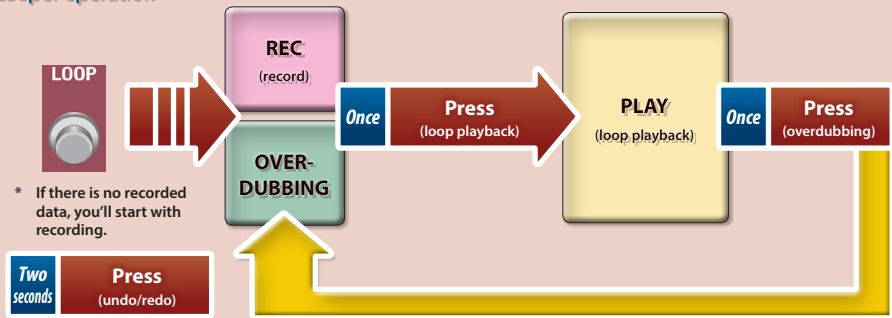 Looper operation
LOOP
REC
(record)
OVER-
DUBBING
Once
Press
(loop playback)
PLAY
(loop playback)
Once
Press
(overdubbing)
* If there is no recorded
data, you'll start with
recording.
Two
seconds
Press
(undo/redo)